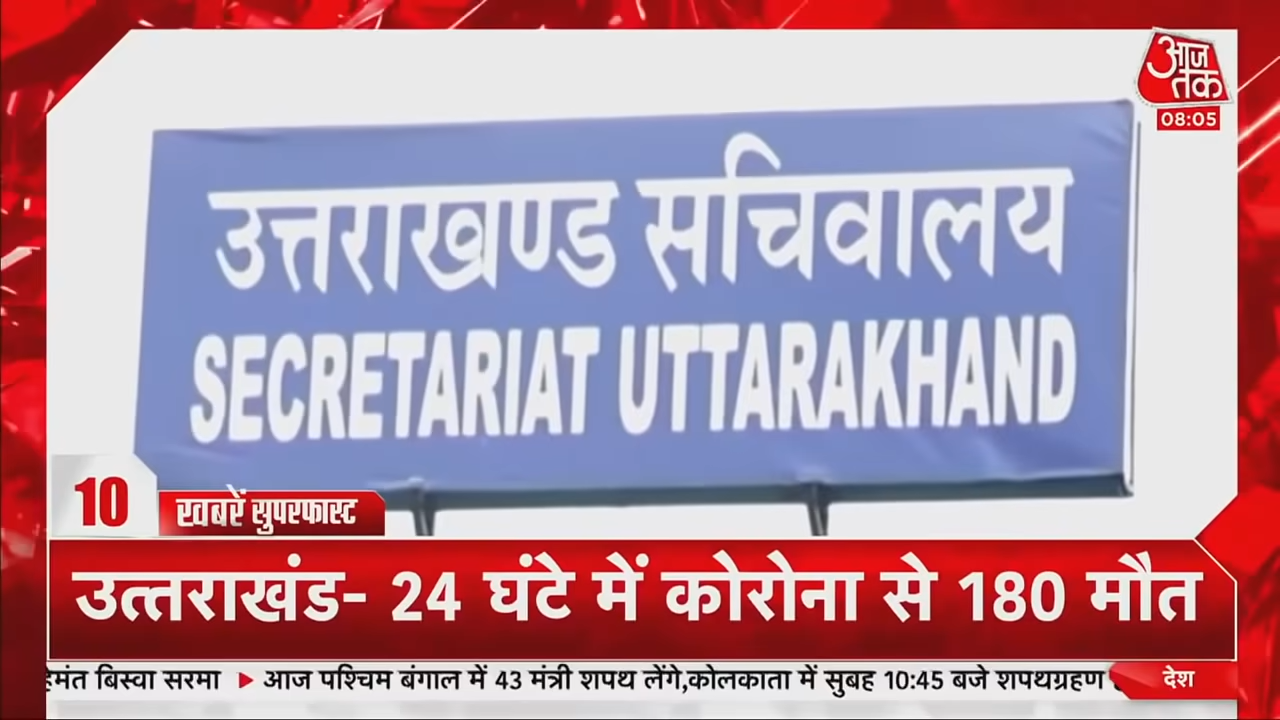 आज
तक
08:05
उत्तराखण्ड सचिवालय
SECRETARIAT UTTARAKHAND
10
खबरें सुपरफास्ट
उत्तराखंड- 24 घंटे में कोरोना से 180 मौत
बिस्वा सरमा ▶ आज पश्चिम बंगाल में 43 मंत्री शपथ लेंगे,कोलकाता में सुबह 10:45 बजे शपथग्रहण
देश